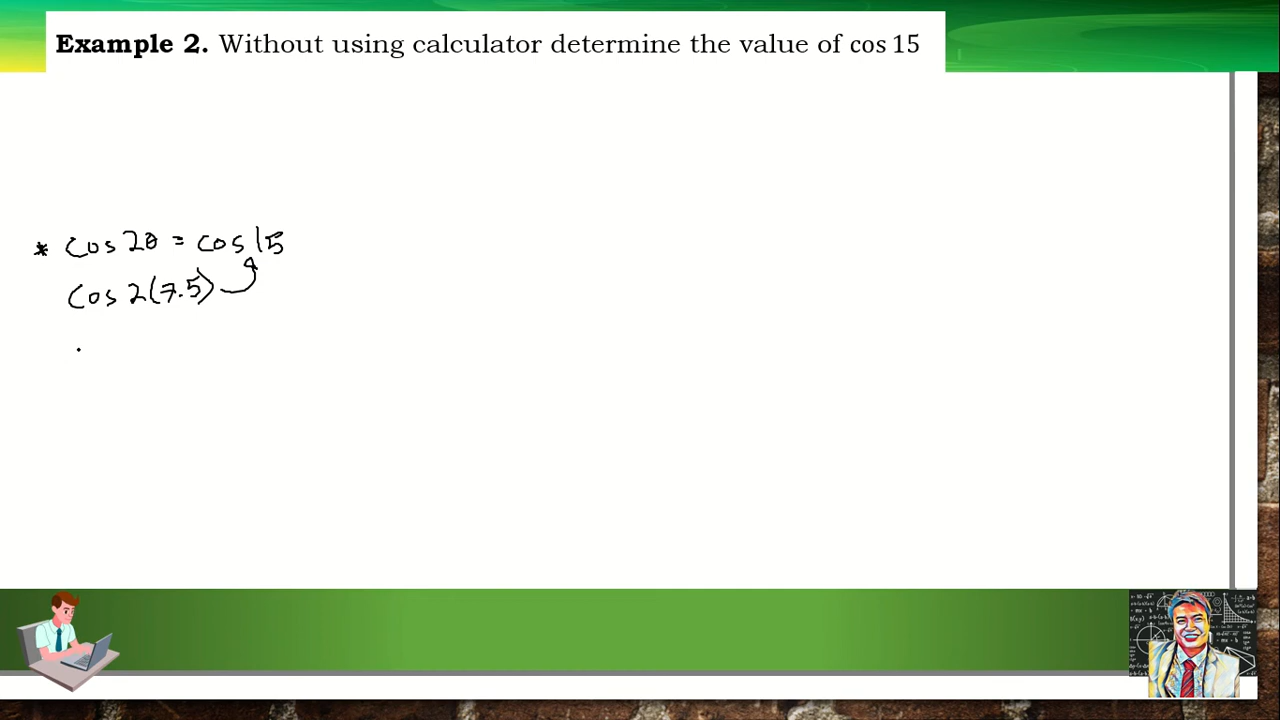 Example 2. Without using calculator determine the value of cos 15
* cos 2θ = cos 15
cos 2(7.5)